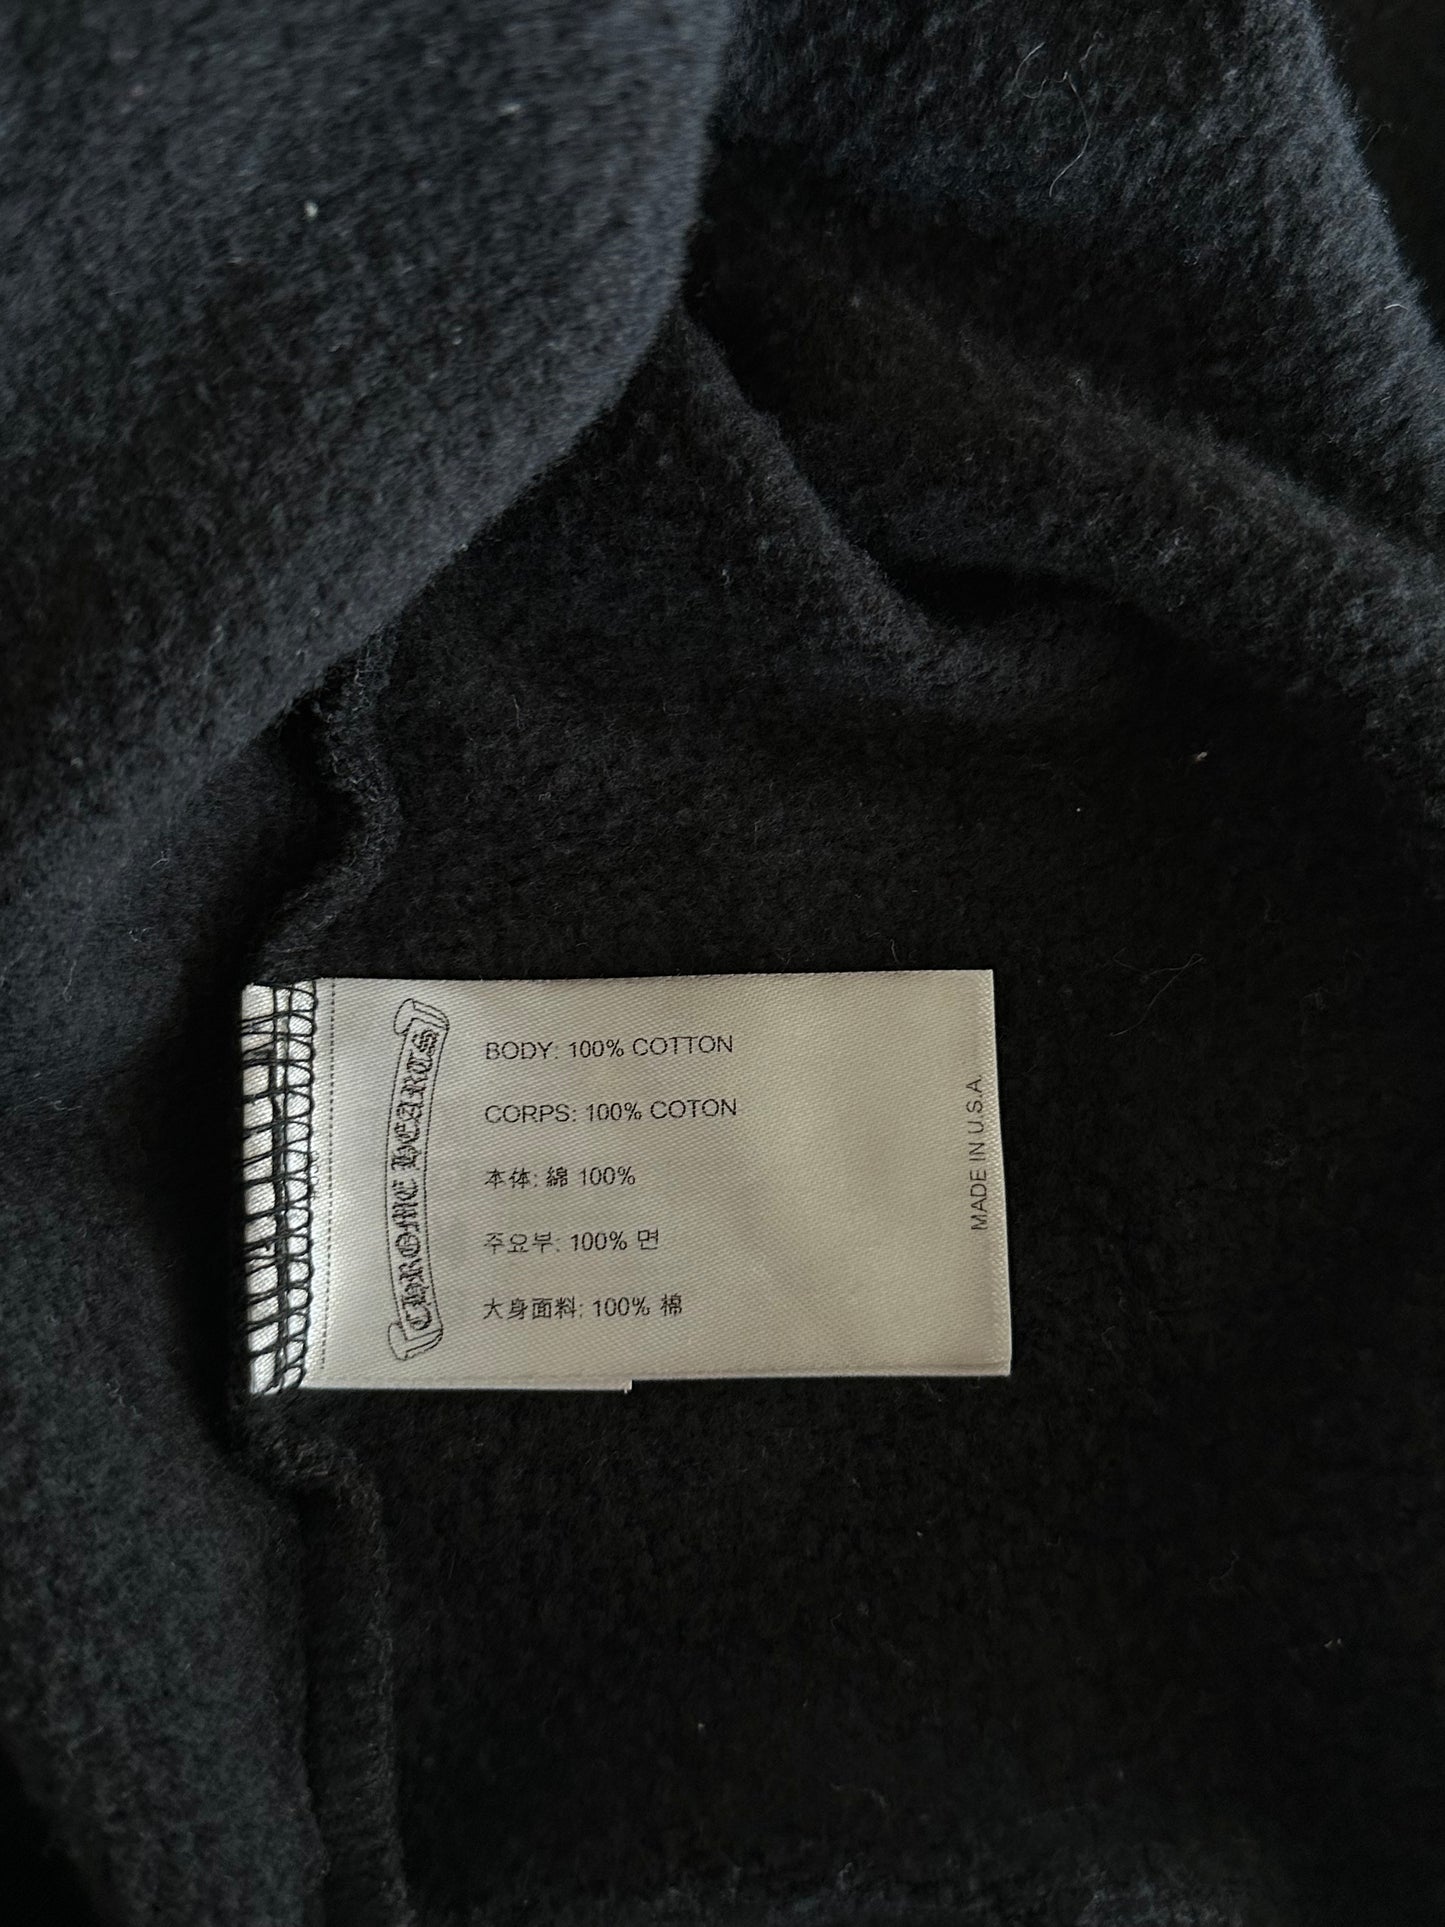 CHROME HEARTS
BODY: 100% COTTON
CORPS: 100% COTON
本体: 綿 100%
주요부: 100% 면
大身面料: 100% 棉
MADE IN U.S.A.